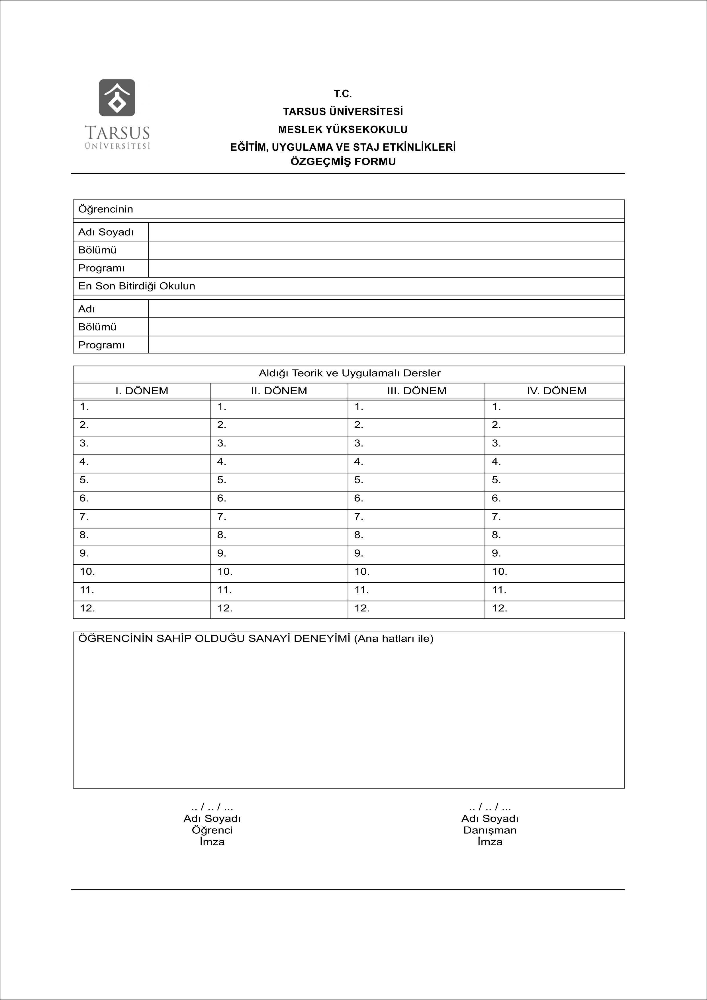 TARSUS
ÜNİVERSİTESİ
T.C.
TARSUS ÜNİVERSİTESİ
MESLEK YÜKSEKOKULU
EĞİTİM, UYGULAMA VE STAJ ETKİNLİKLERİ
ÖZGEÇMİŞ FORMU
Öğrencinin
Adı Soyadı
Bölümü
Programı
En Son Bitirdiği Okulun
Adı
Bölümü
Programı
Aldığı Teorik ve Uygulamalı Dersler
I. DÖNEM II. DÖNEM III. DÖNEM IV. DÖNEM
1. 1. 1. 1.
2. 2. 2. 2.
3. 3. 3. 3.
4. 4. 4. 4.
5. 5. 5. 5.
6. 6. 6. 6.
7. 7. 7. 7.
8. 8. 8. 8.
9. 9. 9. 9.
10. 10. 10. 10.
11. 11. 11. 11.
12. 12. 12. 12.
ÖĞRENCİNİN SAHİP OLDUĞU SANAYİ DENEYİMİ (Ana hatları ile)
.. / .. / ... .. / .. / ...
Adı Soyadı Adı Soyadı
Öğrenci Danışman
İmza İmza